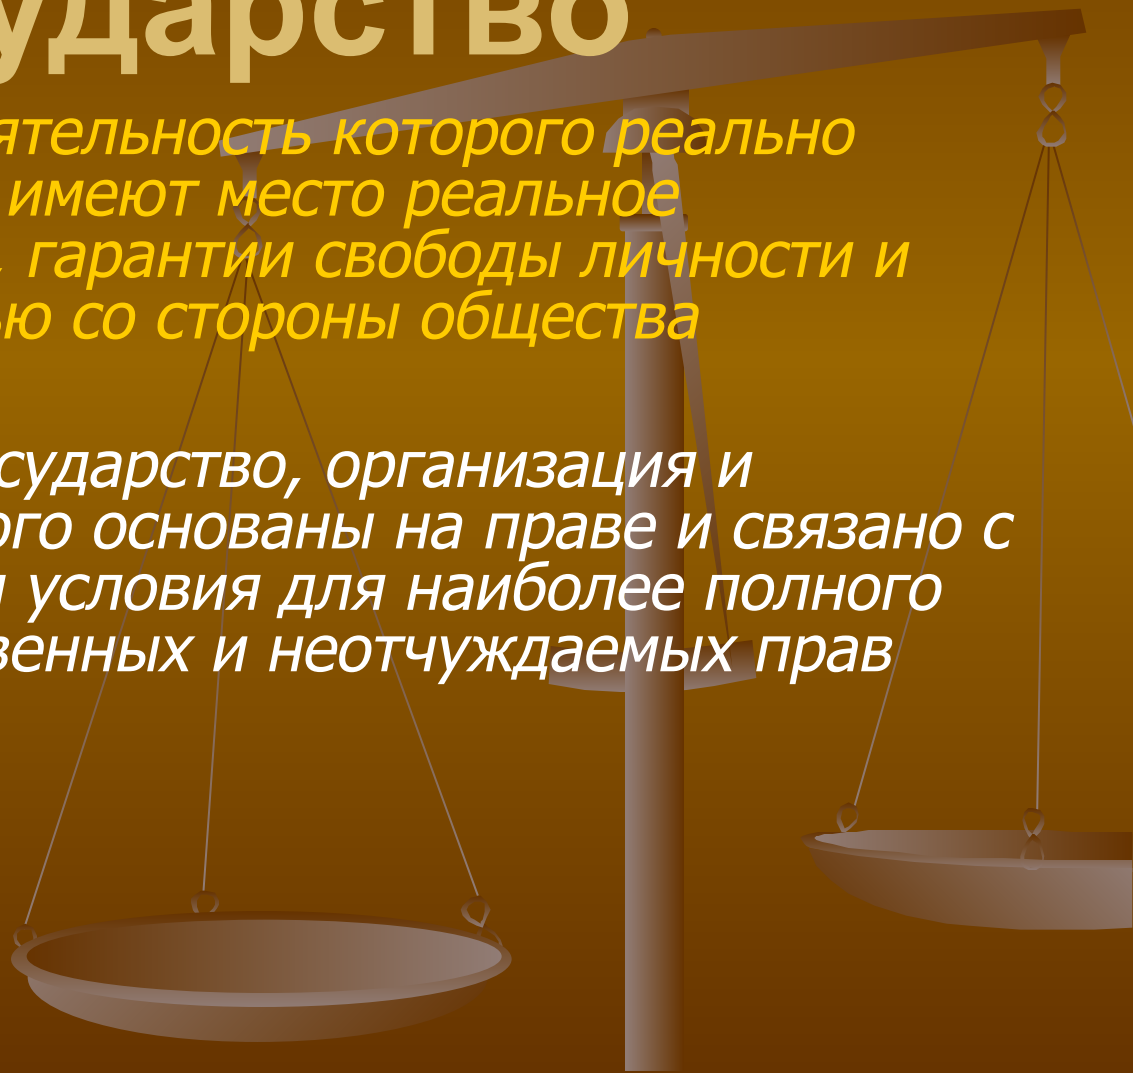 ударство
ятельность которого реально
имеют место реальное
, гарантии свободы личности и
ью со стороны общества
сударство, организация и
ого основаны на праве и связано с
условия для наиболее полного
венных и неотчуждаемых прав